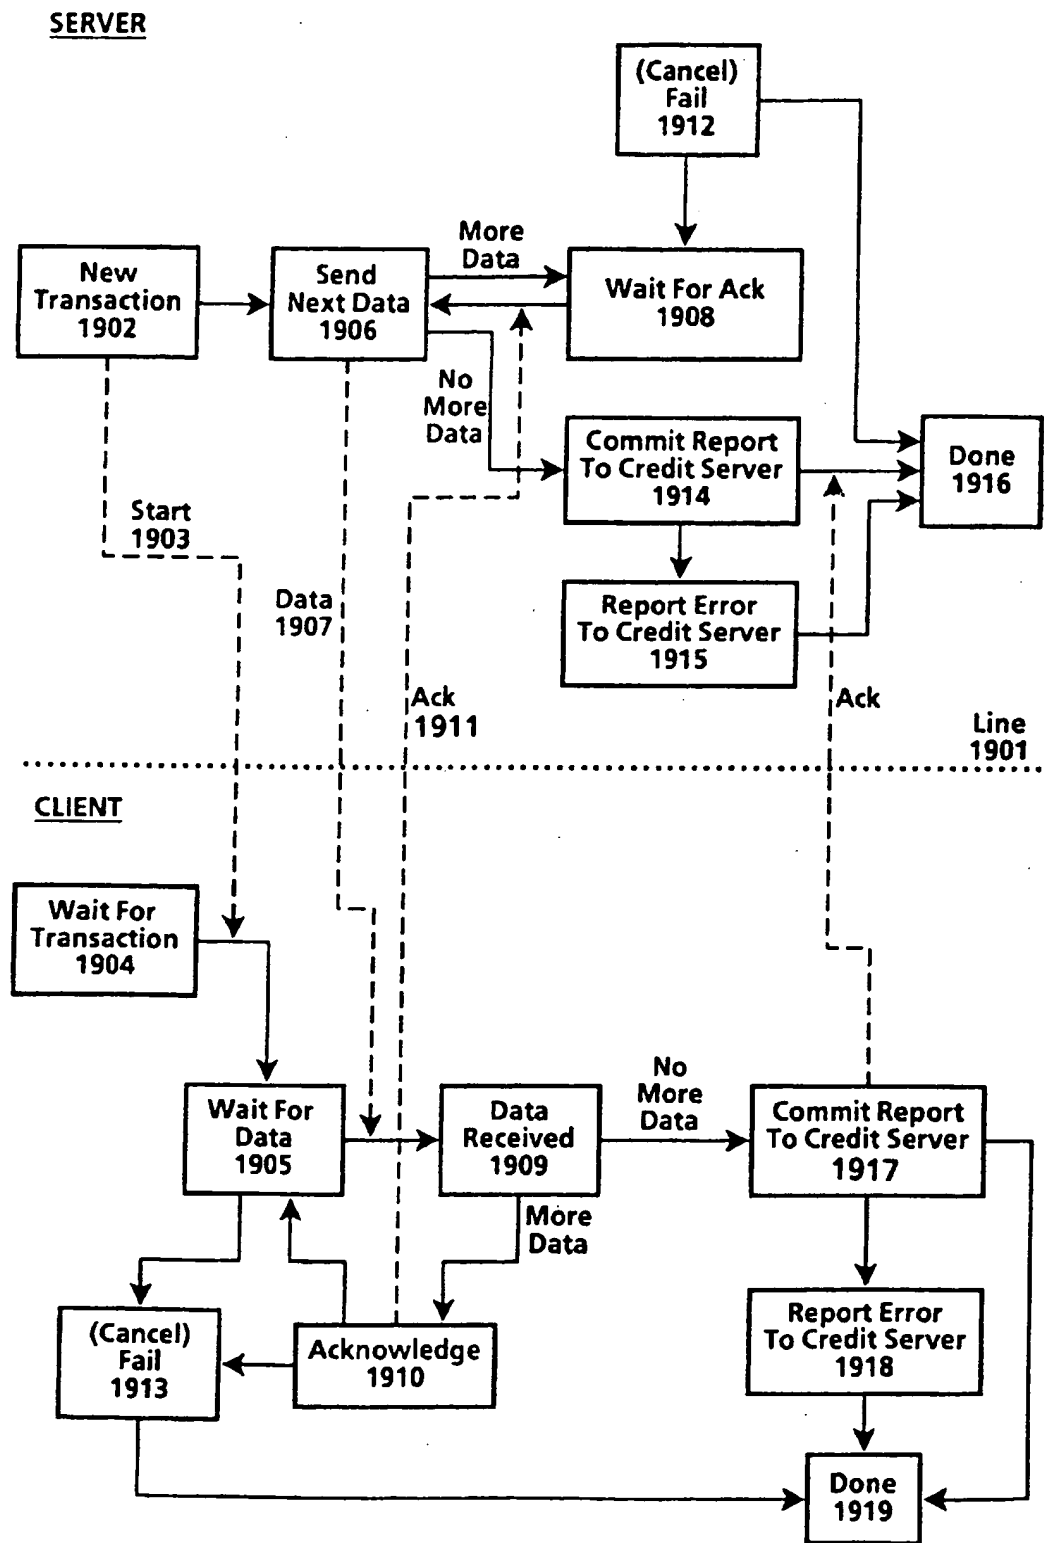 SERVER
(Cancel)
Fail
1912
New
Transaction
1902
Send
Next Data
1906
More
Data
Wait For Ack
1908
No
More
Data
Commit Report
To Credit Server
1914
Done
1916
Start
1903
Data
1907
Report Error
To Credit Server
1915
Ack
1911
Ack
Line
1901
CLIENT
Wait For
Transaction
1904
Wait For
Data
1905
Data
Received
1909
No
More
Data
Commit Report
To Credit Server
1917
More
Data
(Cancel)
Fail
1913
Acknowledge
1910
Report Error
To Credit Server
1918
Done
1919